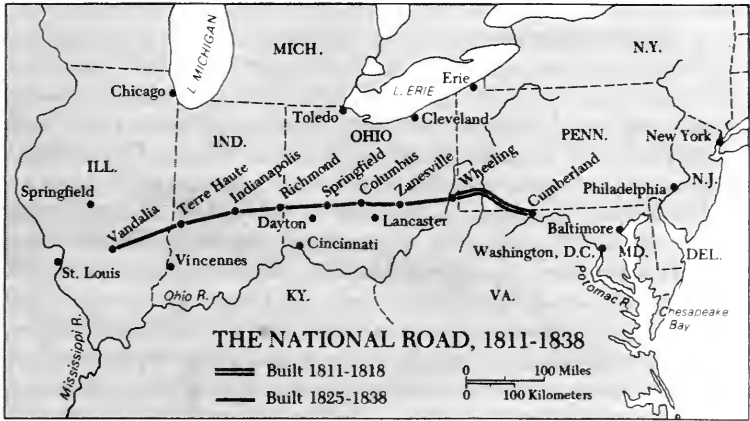 MICH.
N.Y.
L. MICHIGAN
Erie
L. ERIE
Chicago
Toledo
Cleveland
OHIO
PENN.
New York
IND.
ILL.
N.J.
Springfield
Vandalia
Terre Haute
Indianapolis
Richmond
Springfield
Columbus
Zanesville
Wheeling
Cumberland
Philadelphia
Dayton
Lancaster
Baltimore
Cincinnati
Washington, D.C.
MD.
DEL.
St. Louis
Vincennes
Ohio R.
KY.
VA.
Potomac R.
Chesapeake
Bay
Mississippi R.
THE NATIONAL ROAD, 1811-1838
Built 1811-1818
0 100 Miles
Built 1825-1838
0 100 Kilometers